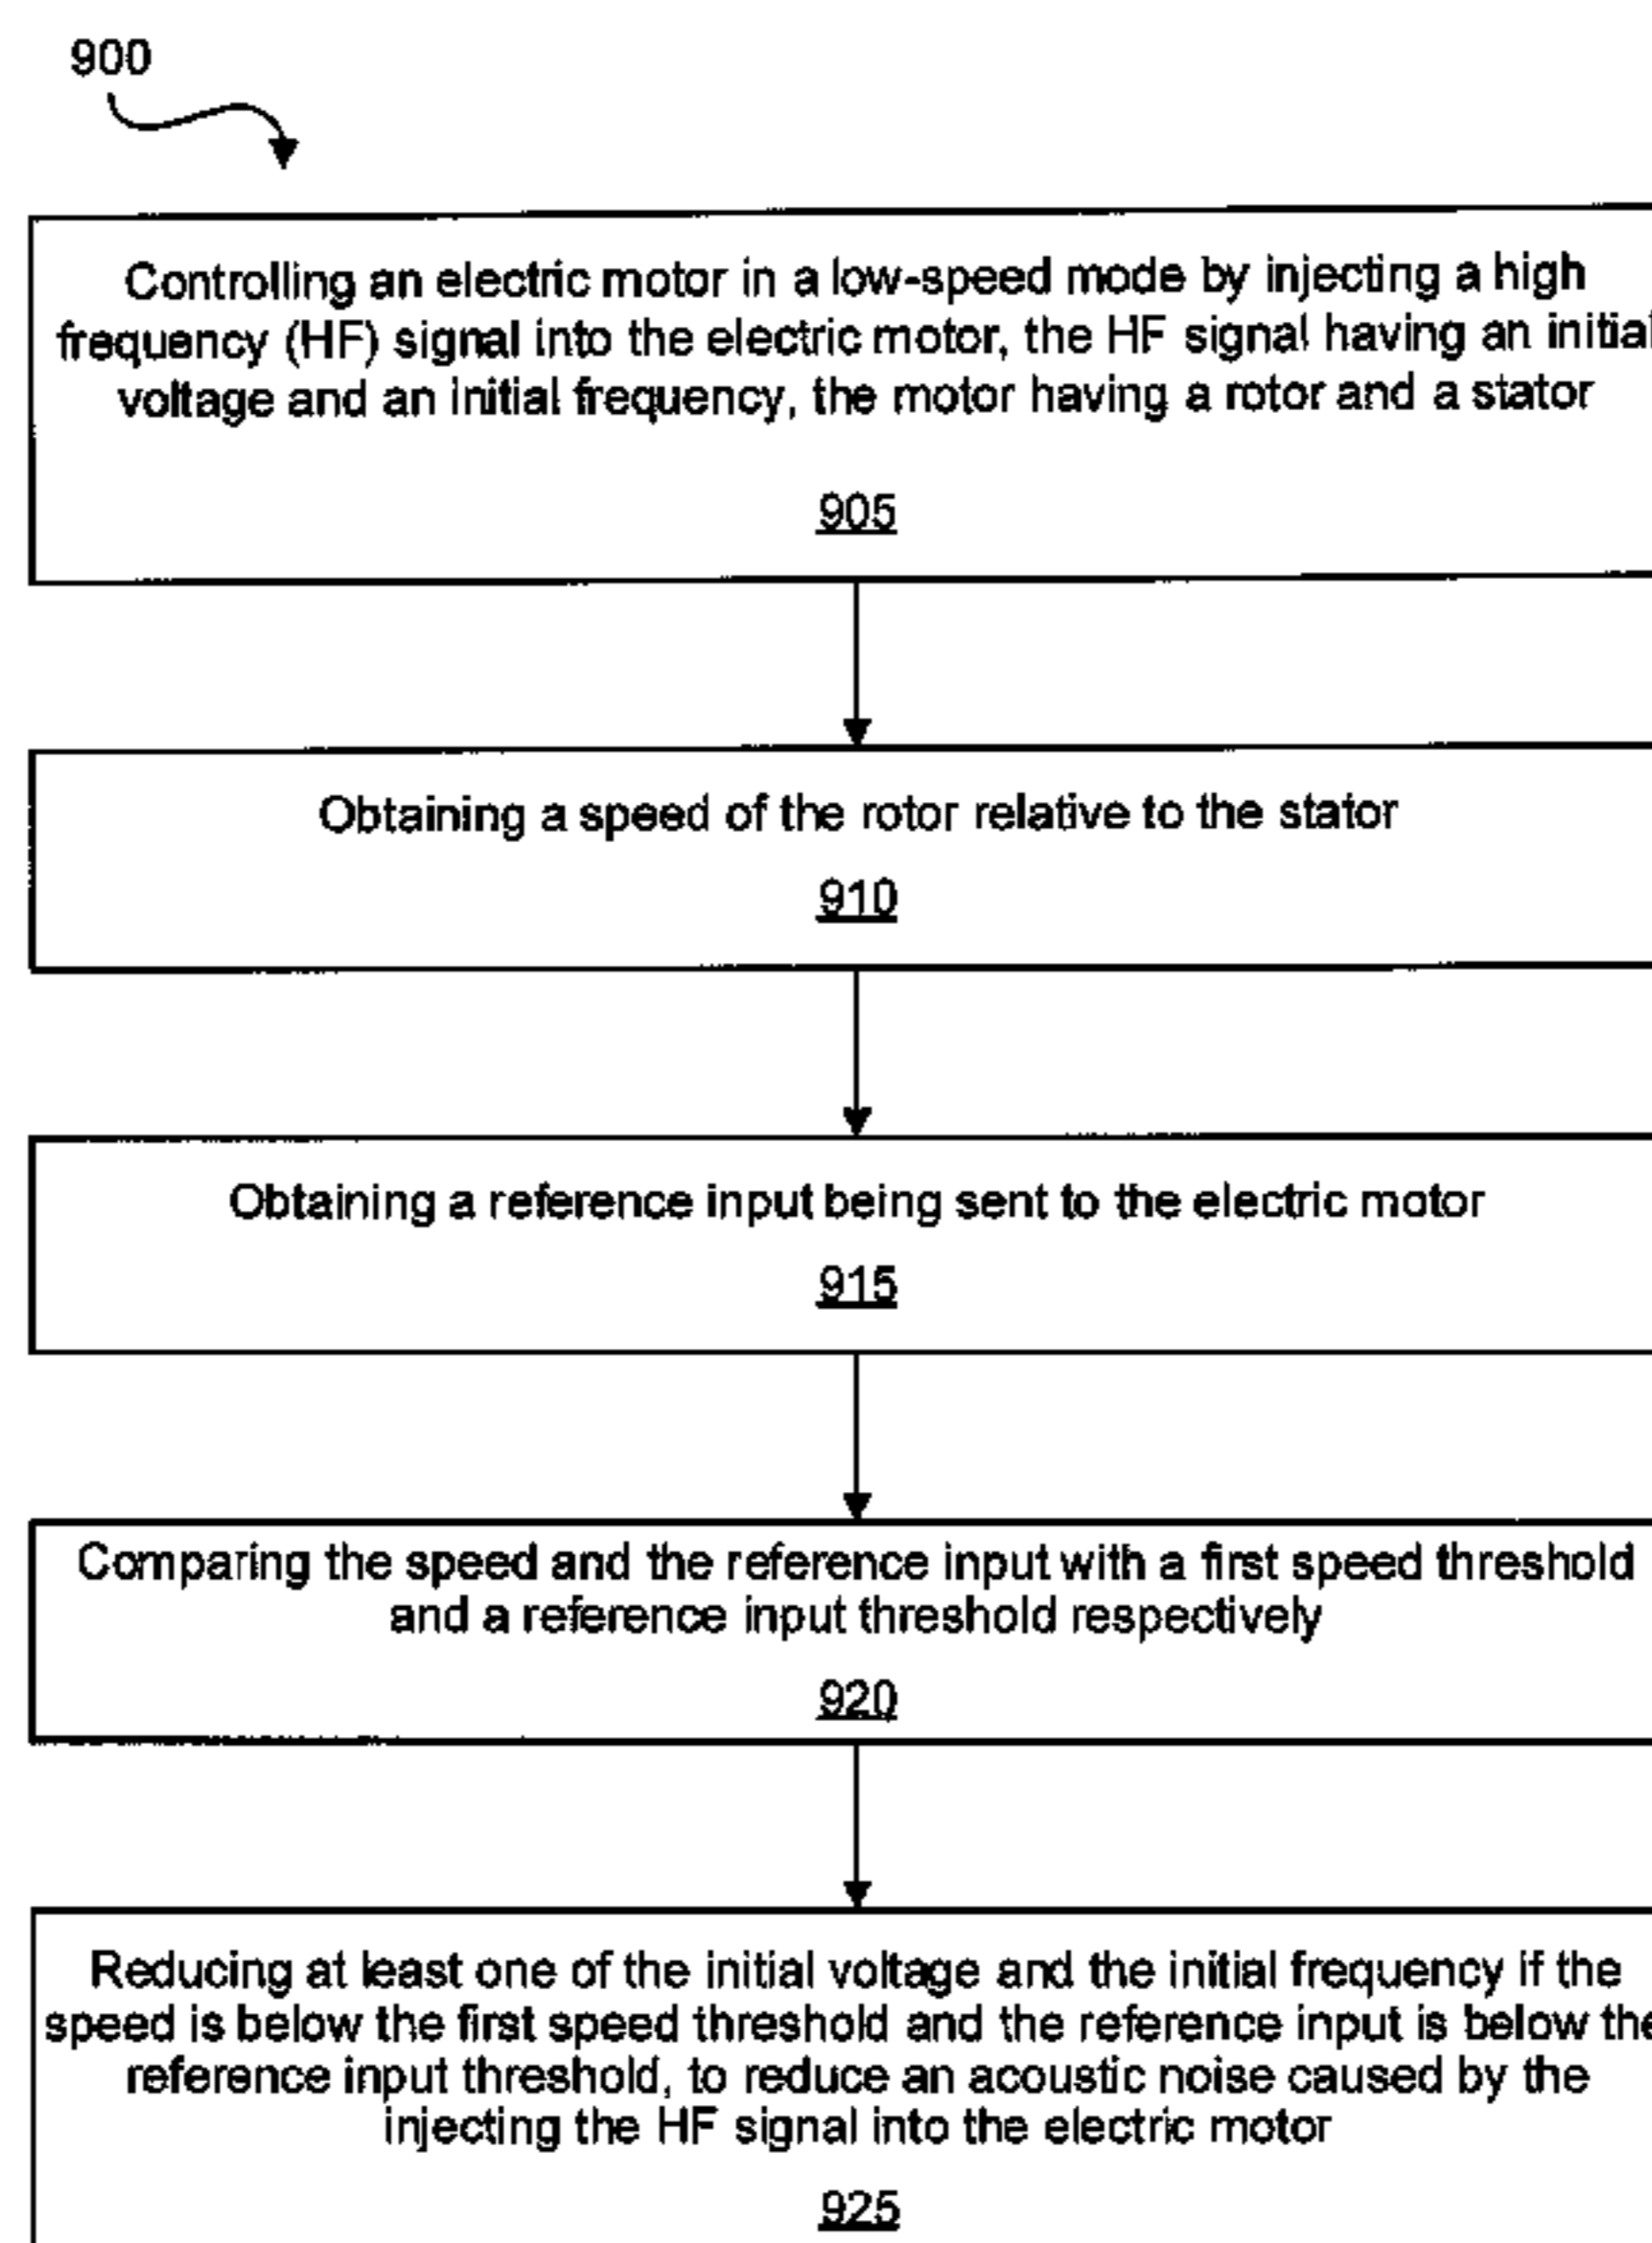 900
Controlling an electric motor in a low-speed mode by injecting a high
frequency (HF) signal into the electric motor, the HF signal having an initial
voltage and an initial frequency, the motor having a rotor and a stator
905
Obtaining a speed of the rotor relative to the stator
910
Obtaining a reference input being sent to the electric motor
915
Comparing the speed and the reference input with a first speed threshold
and a reference input threshold respectively
920
Reducing at least one of the initial voltage and the initial frequency if the
speed is below the first speed threshold and the reference input is below the
reference input threshold, to reduce an acoustic noise caused by the
injecting the HF signal into the electric motor
925